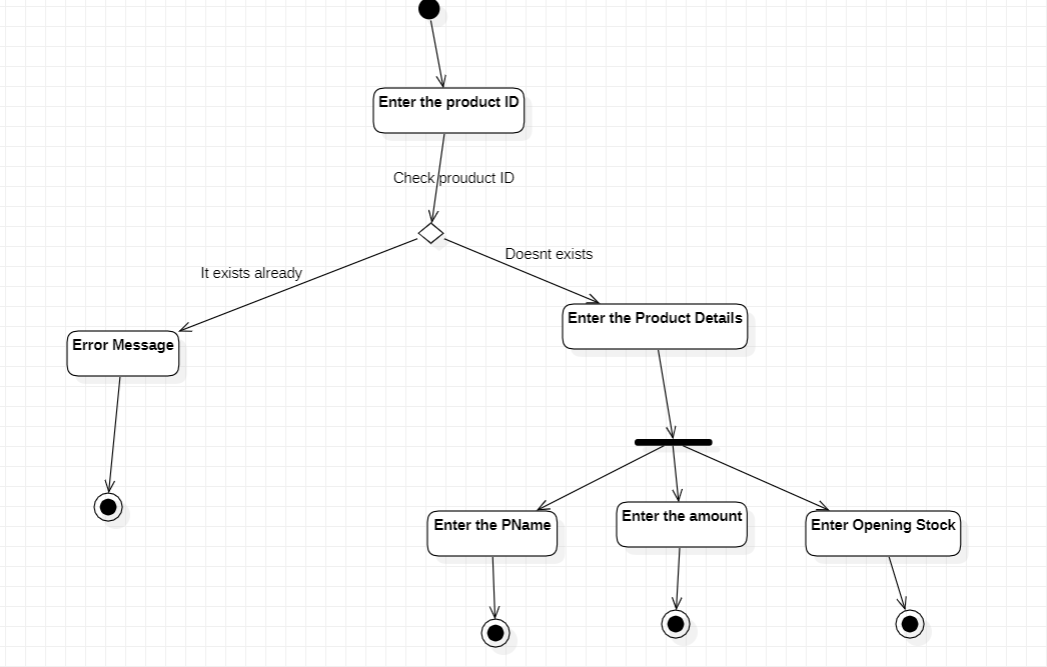 Enter the product ID
Check prouduct ID
Doesnt exists
It exists already
Enter the Product Details
Error Message
Enter the PName
Enter the amount
Enter Opening Stock